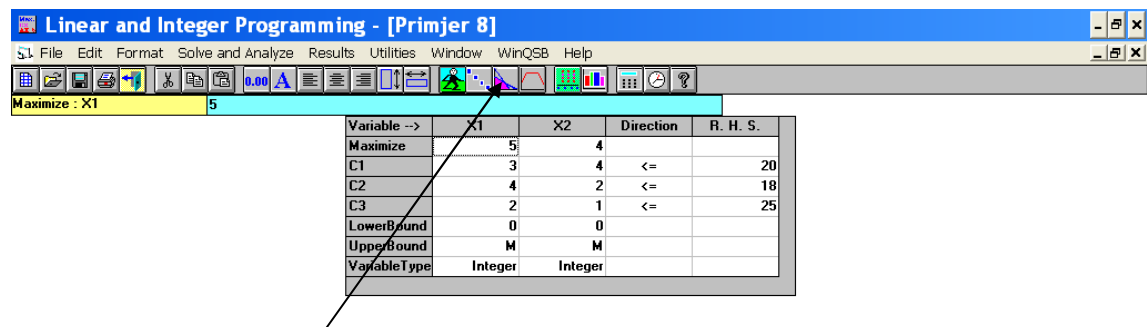 Linear and Integer Programming - [Primjer 8]
File Edit Format Solve and Analyze Results Utilities Window WinQSB Help
0.00 A
Maximize : X1 5
Variable --> X1 X2 Direction R. H. S.
Maximize 5 4
C1 3 4 <= 20
C2 4 2 <= 18
C3 2 1 <= 25
LowerBound 0 0
UpperBound M M
VariableType Integer Integer